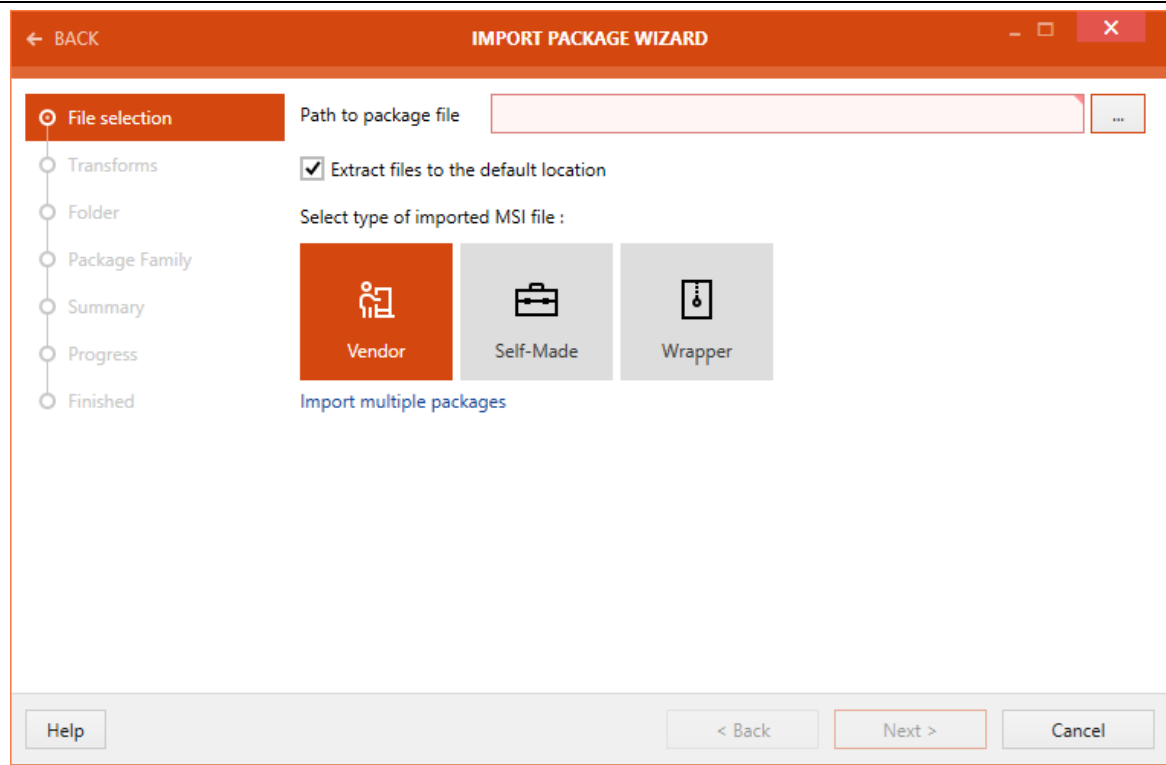 ← BACK
IMPORT PACKAGE WIZARD
File selection
Transforms
Folder
Package Family
Summary
Progress
Finished
Path to package file
...
Extract files to the default location
Select type of imported MSI file :
Vendor
Self-Made
Wrapper
Import multiple packages
Help
< Back
Next >
Cancel